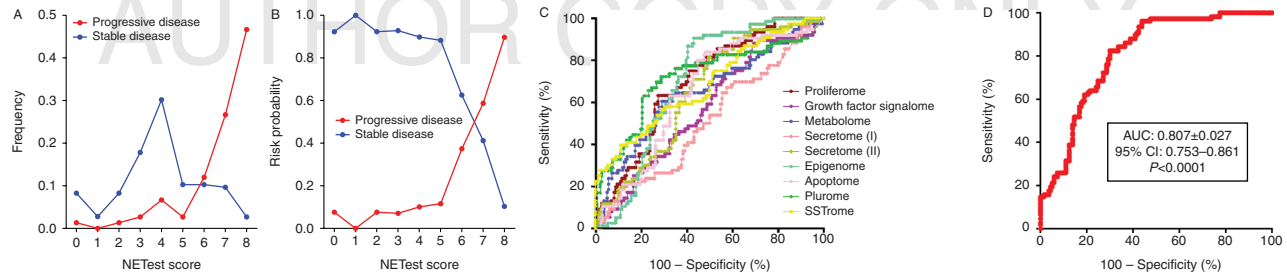 AUTHOR COPY ONLY
A
Progressive disease
Stable disease
0.5
0.4
0.3
0.2
0.1
0.0
Frequency
0 1 2 3 4 5 6 7 8
NETest score
B
1.0
0.8
0.6
0.4
0.2
0.0
Risk probability
Progressive disease
Stable disease
0 1 2 3 4 5 6 7 8
NETest score
C
100
80
60
40
20
0
Sensitivity (%)
Proliferome
Growth factor signalome
Metabolome
Secretome (I)
Secretome (II)
Epigenome
Apoptome
Plurome
SSTrome
0 20 40 60 80 100
100 – Specificity (%)
D
100
80
60
40
20
0
Sensitivity (%)
AUC: 0.807±0.027
95% CI: 0.753–0.861
P<0.0001
0 20 40 60 80 100
100 – Specificity (%)